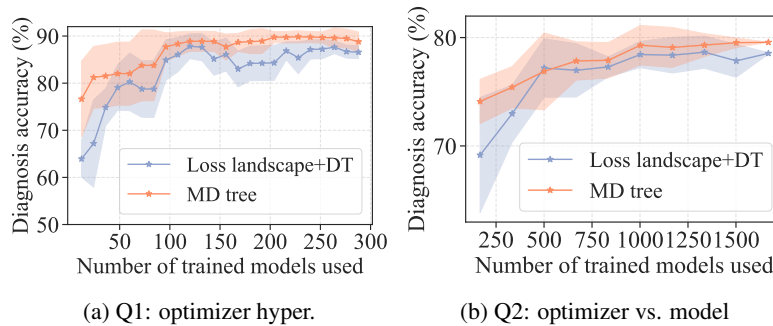 Diagnosis accuracy (%)
90
80
70
60
50
Loss landscape+DT
MD tree
50 100 150 200 250 300
Number of trained models used
(a) Q1: optimizer hyper.
Diagnosis accuracy (%)
80
70
Loss landscape+DT
MD tree
250 500 750 1000 1250 1500
Number of trained models used
(b) Q2: optimizer vs. model